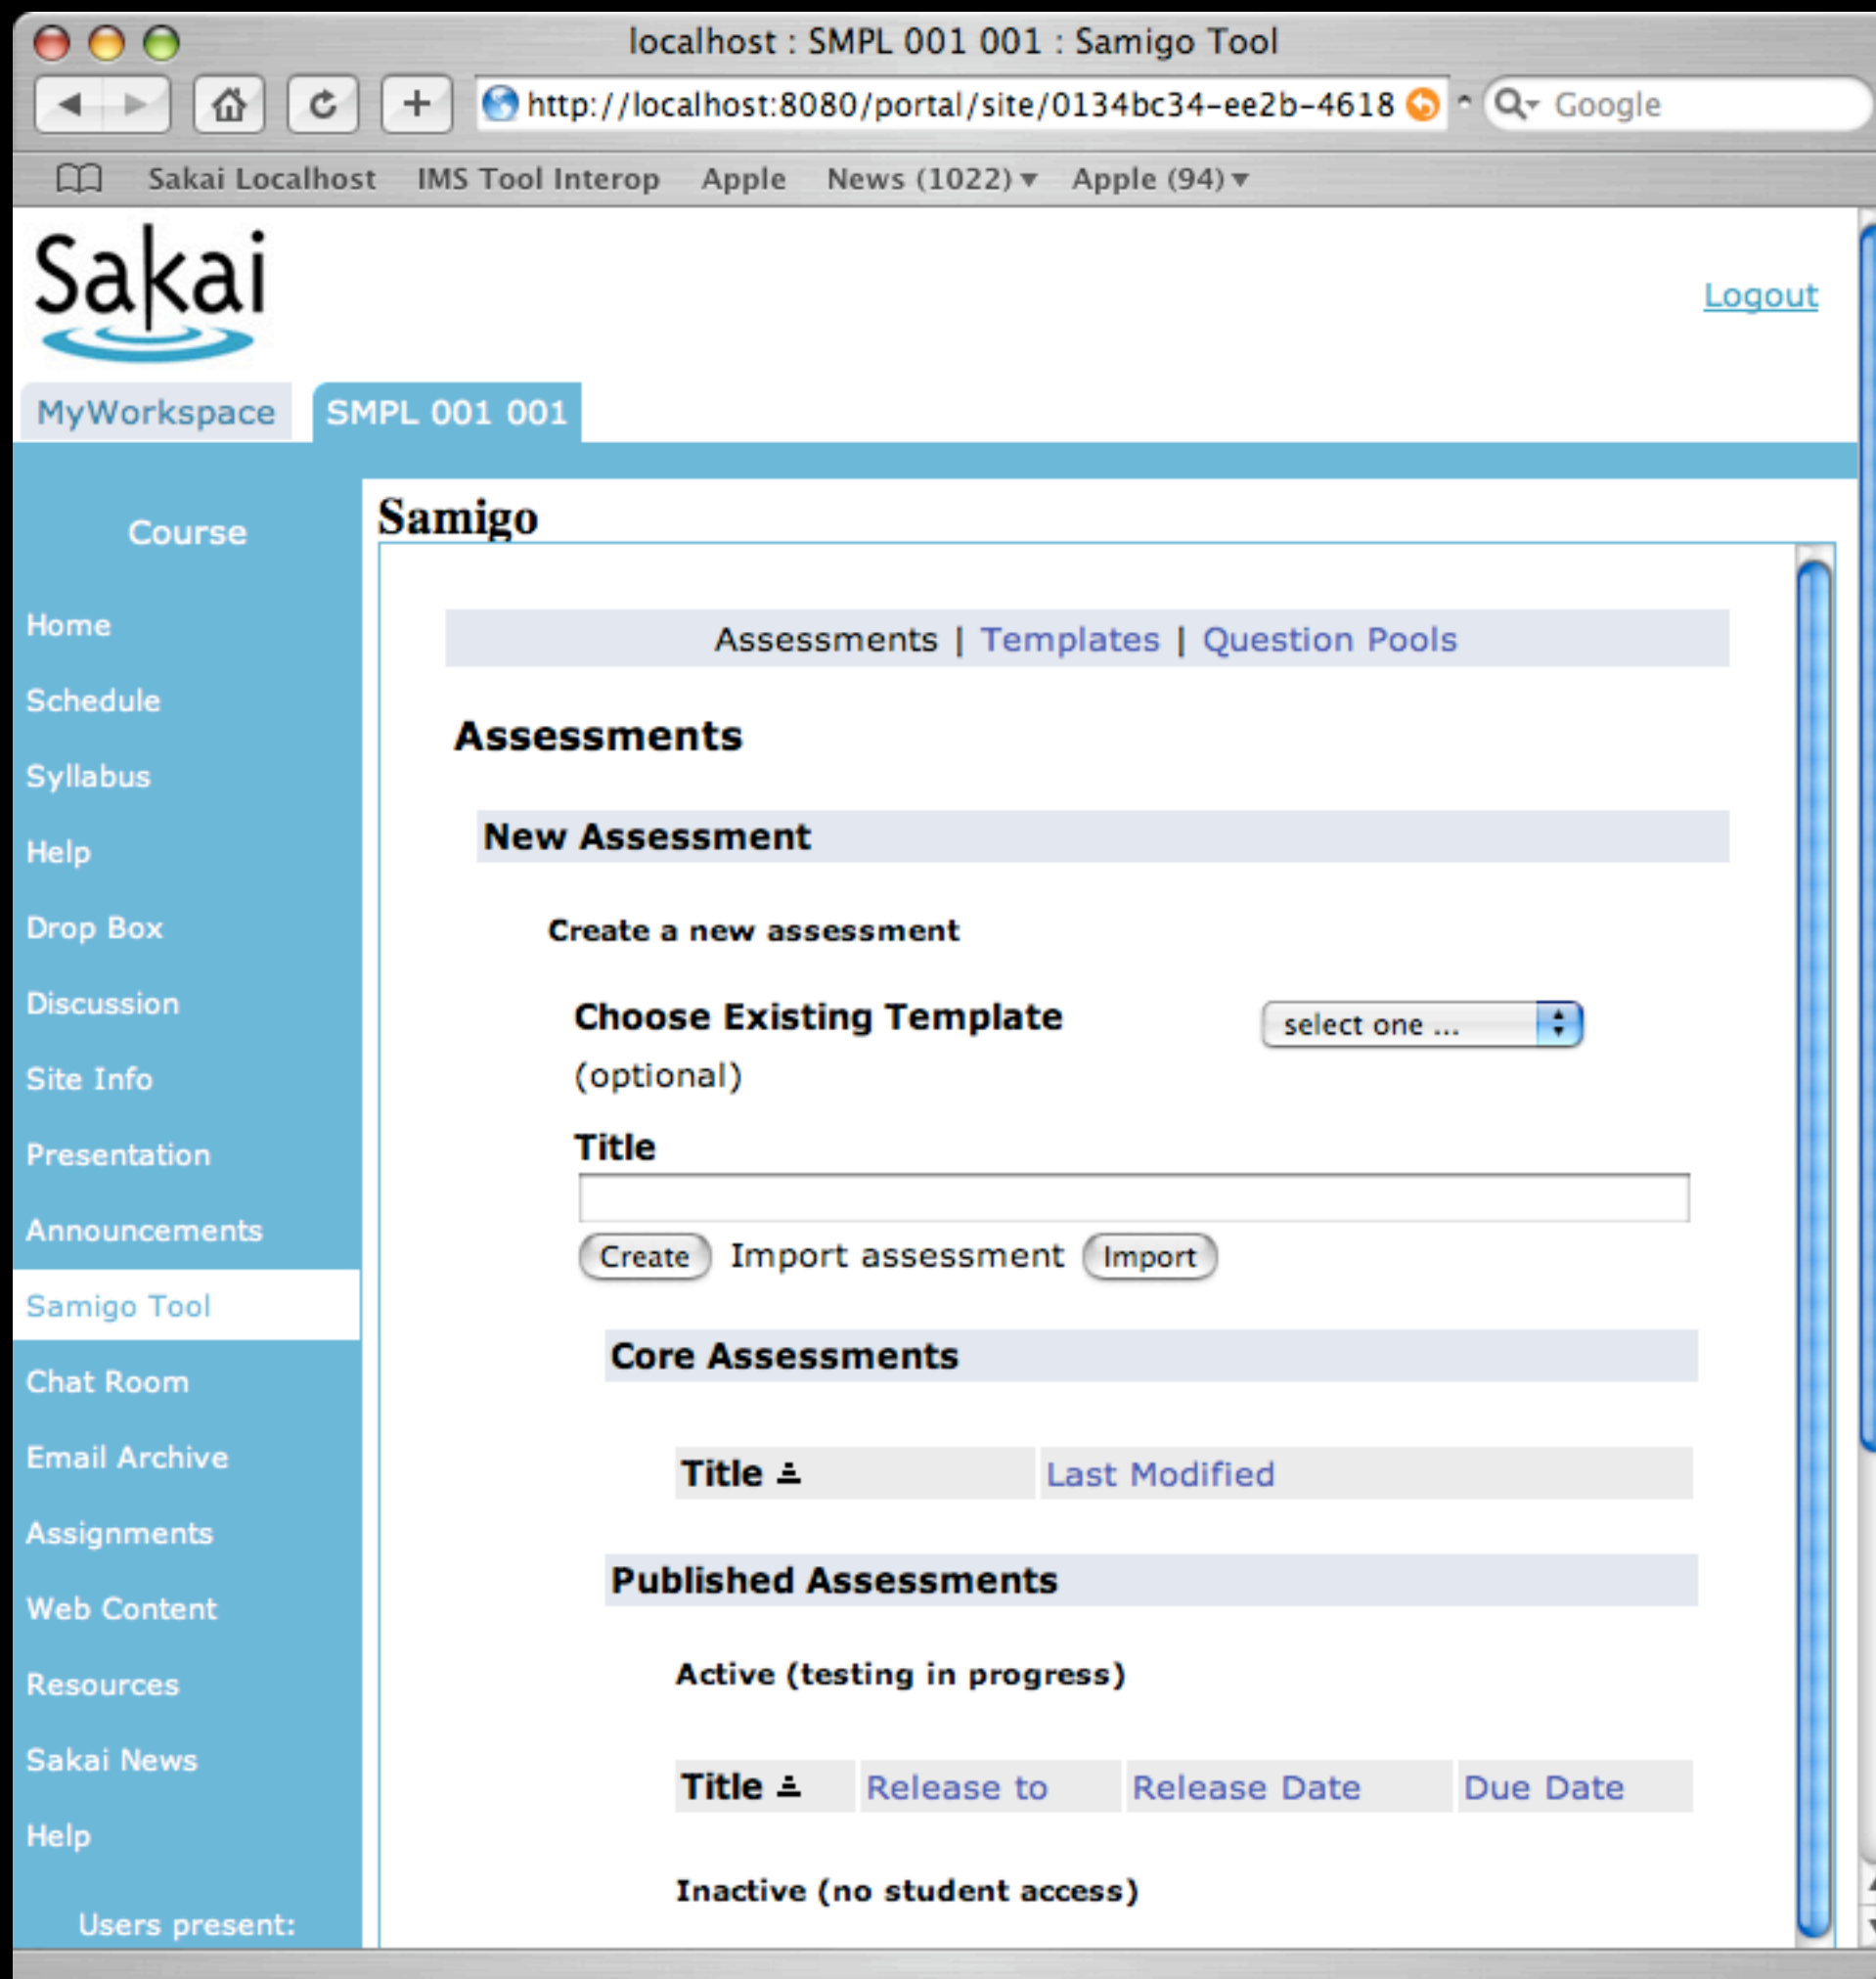 localhost : SMPL 001 001 : Samigo Tool
http://localhost:8080/portal/site/0134bc34-ee2b-4618 Google
Sakai Localhost IMS Tool Interop Apple News (1022) Apple (94)
Sakai
Logout
MyWorkspace SMPL 001 001
Course
Home
Schedule
Syllabus
Help
Drop Box
Discussion
Site Info
Presentation
Announcements
Samigo Tool
Chat Room
Email Archive
Assignments
Web Content
Resources
Sakai News
Help
Users present:
Samigo
Assessments | Templates | Question Pools
Assessments
New Assessment
Create a new assessment
Choose Existing Template select one ...
(optional)
Title
Create Import assessment Import
Core Assessments
Title Last Modified
Published Assessments
Active (testing in progress)
Title Release to Release Date Due Date
Inactive (no student access)